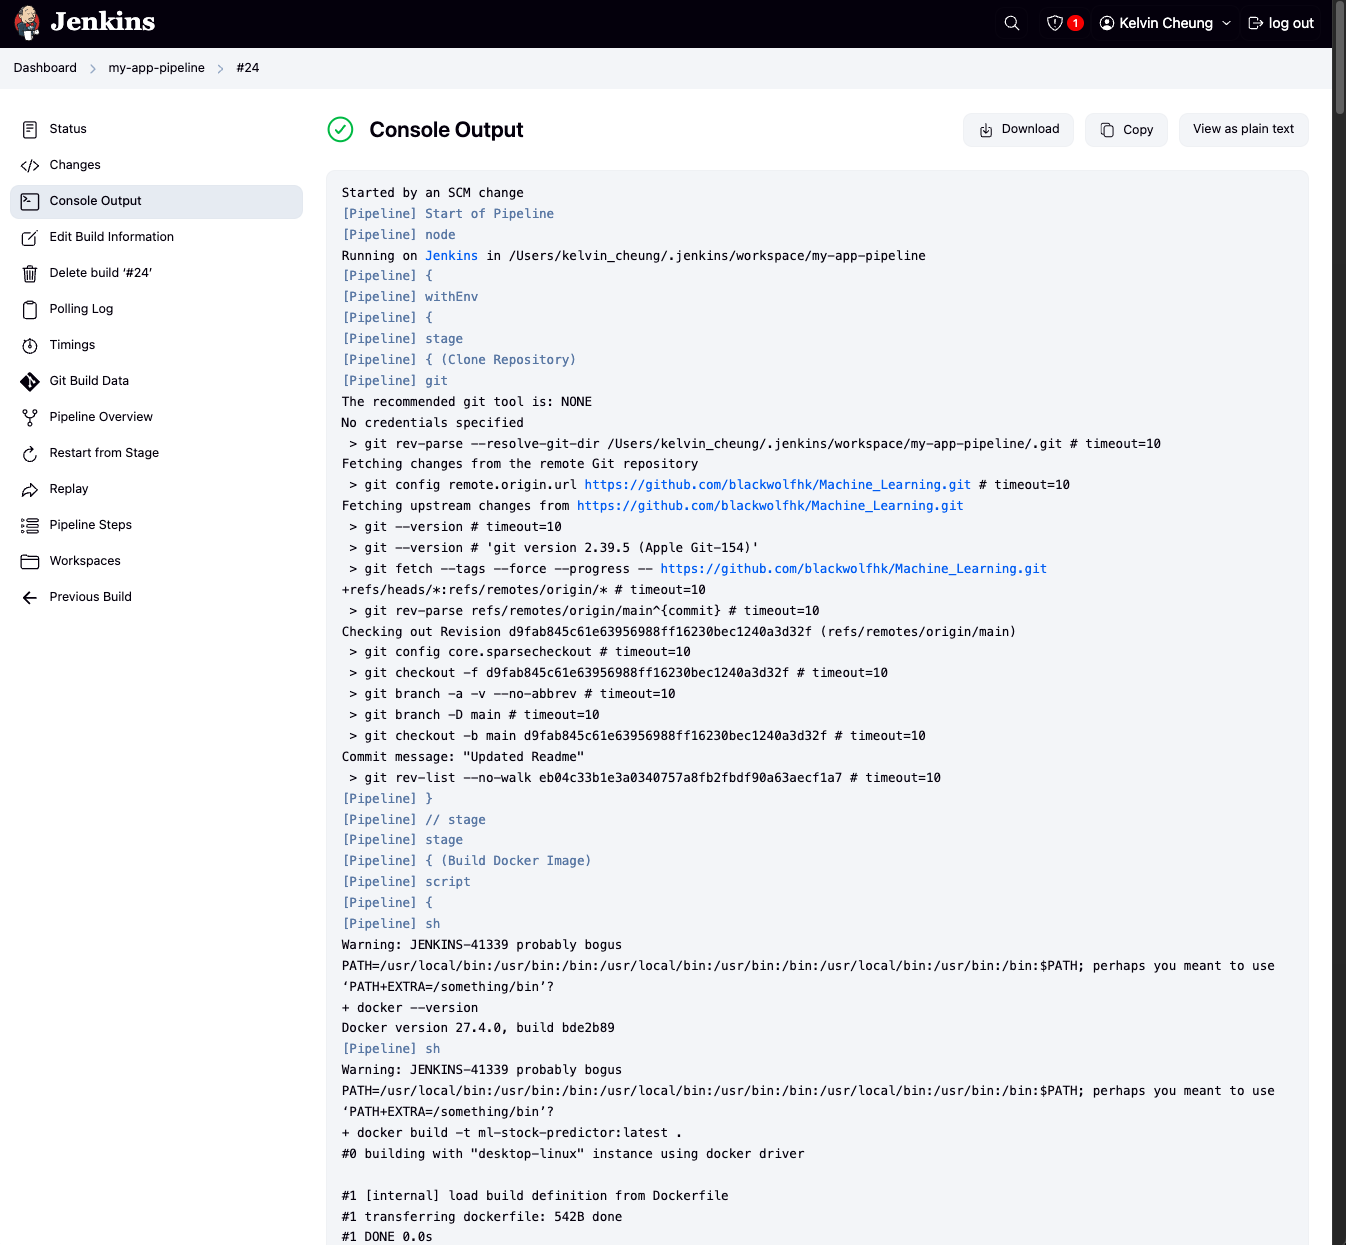 Jenkins
1
Kelvin Cheung
log out
Dashboard
my-app-pipeline
#24
Status
Changes
Console Output
Edit Build Information
Delete build ‘#24’
Polling Log
Timings
Git Build Data
Pipeline Overview
Restart from Stage
Replay
Pipeline Steps
Workspaces
Previous Build
Console Output
Download
Copy
View as plain text
Started by an SCM change
[Pipeline] Start of Pipeline
[Pipeline] node
Running on Jenkins in /Users/kelvin_cheung/.jenkins/workspace/my-app-pipeline
[Pipeline] {
[Pipeline] withEnv
[Pipeline] {
[Pipeline] stage
[Pipeline] { (Clone Repository)
[Pipeline] git
The recommended git tool is: NONE
No credentials specified
> git rev-parse --resolve-git-dir /Users/kelvin_cheung/.jenkins/workspace/my-app-pipeline/.git # timeout=10
Fetching changes from the remote Git repository
> git config remote.origin.url https://github.com/blackwolfhk/Machine_Learning.git # timeout=10
Fetching upstream changes from https://github.com/blackwolfhk/Machine_Learning.git
> git --version # timeout=10
> git --version # 'git version 2.39.5 (Apple Git-154)'
> git fetch --tags --force --progress -- https://github.com/blackwolfhk/Machine_Learning.git
+refs/heads/*:refs/remotes/origin/* # timeout=10
> git rev-parse refs/remotes/origin/main^{commit} # timeout=10
Checking out Revision d9fab845c61e63956988ff16230bec1240a3d32f (refs/remotes/origin/main)
> git config core.sparsecheckout # timeout=10
> git checkout -f d9fab845c61e63956988ff16230bec1240a3d32f # timeout=10
> git branch -a -v --no-abbrev # timeout=10
> git branch -D main # timeout=10
> git checkout -b main d9fab845c61e63956988ff16230bec1240a3d32f # timeout=10
Commit message: "Updated Readme"
> git rev-list --no-walk eb04c33b1e3a0340757a8fb2fbdf90a63aecf1a7 # timeout=10
[Pipeline] }
[Pipeline] // stage
[Pipeline] stage
[Pipeline] { (Build Docker Image)
[Pipeline] script
[Pipeline] {
[Pipeline] sh
Warning: JENKINS-41339 probably bogus
PATH=/usr/local/bin:/usr/bin:/bin:/usr/local/bin:/usr/bin:/bin:/usr/local/bin:/usr/bin:/bin:$PATH; perhaps you meant to use
‘PATH+EXTRA=/something/bin’?
+ docker --version
Docker version 27.4.0, build bde2b89
[Pipeline] sh
Warning: JENKINS-41339 probably bogus
PATH=/usr/local/bin:/usr/bin:/bin:/usr/local/bin:/usr/bin:/bin:/usr/local/bin:/usr/bin:/bin:$PATH; perhaps you meant to use
‘PATH+EXTRA=/something/bin’?
+ docker build -t ml-stock-predictor:latest .
#0 building with "desktop-linux" instance using docker driver
#1 [internal] load build definition from Dockerfile
#1 transferring dockerfile: 542B done
#1 DONE 0.0s